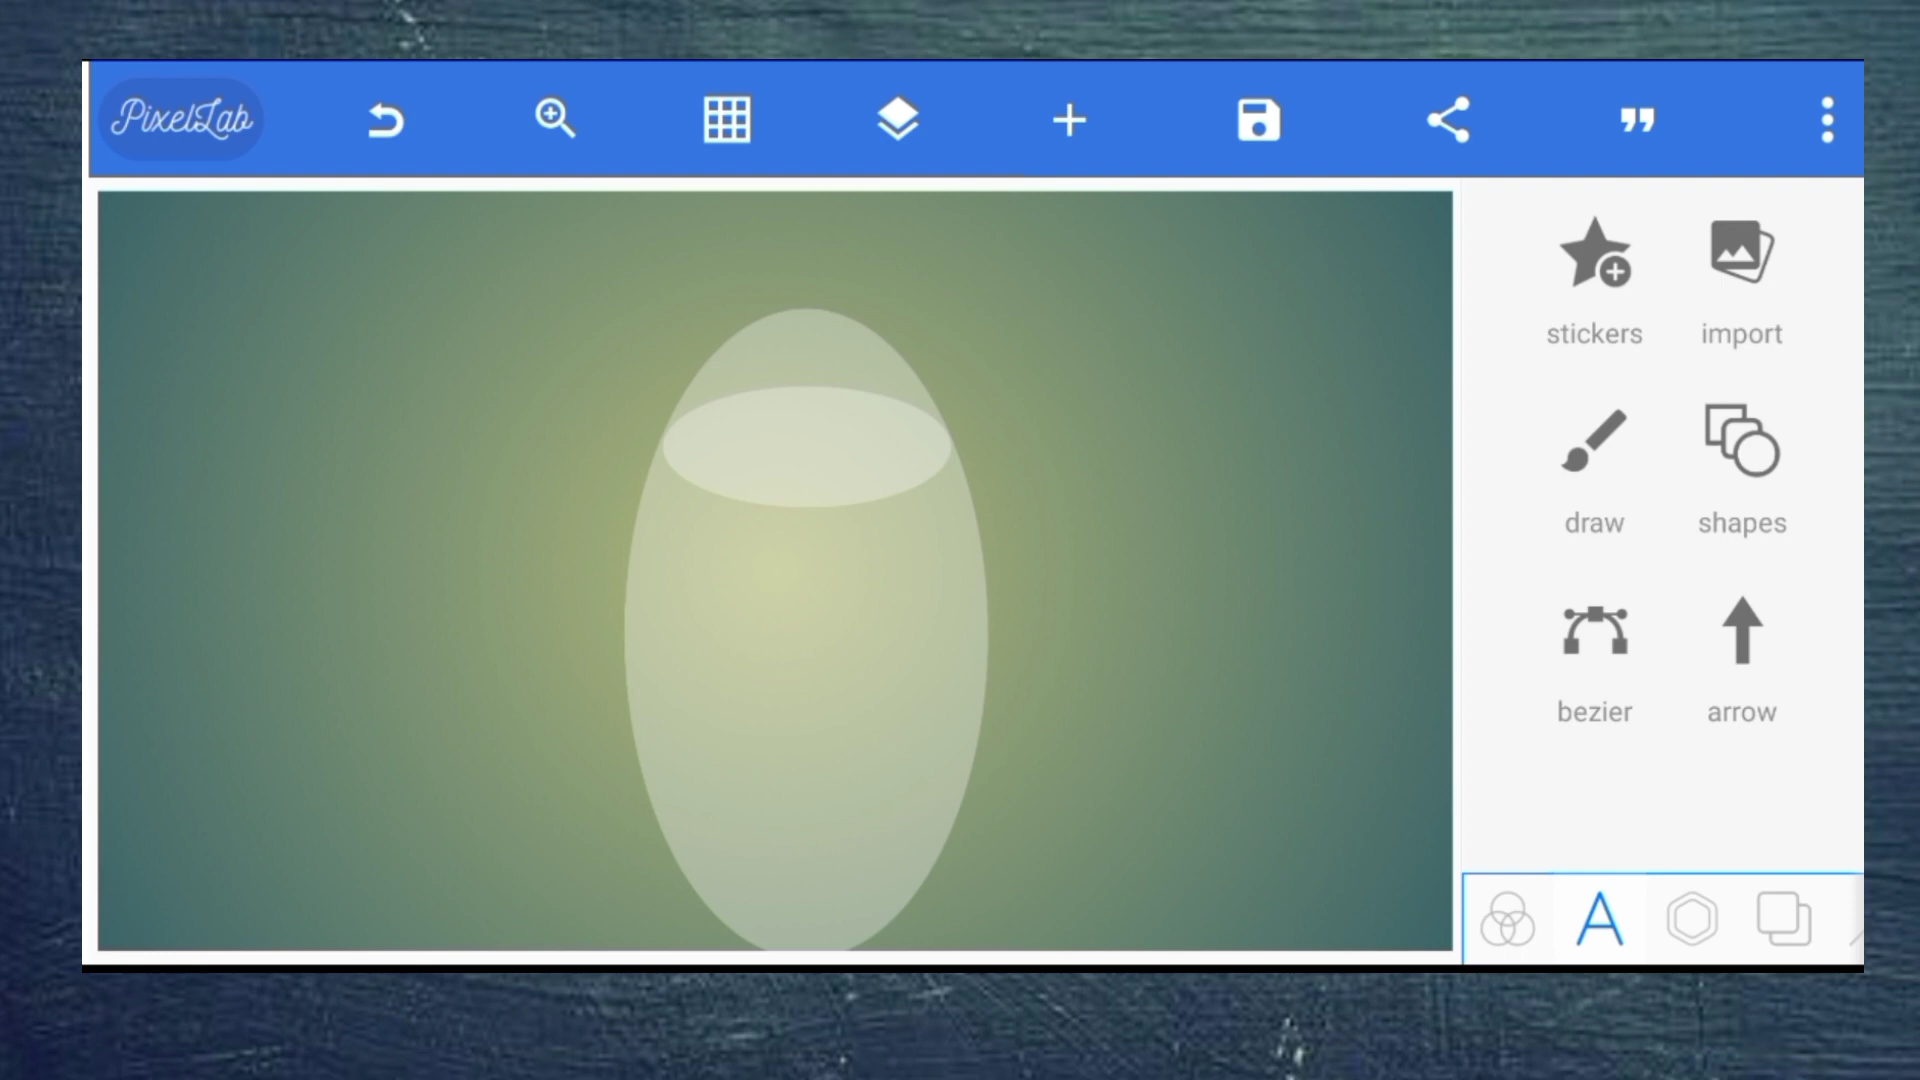 PixelLab
stickers
import
draw
shapes
bezier
arrow